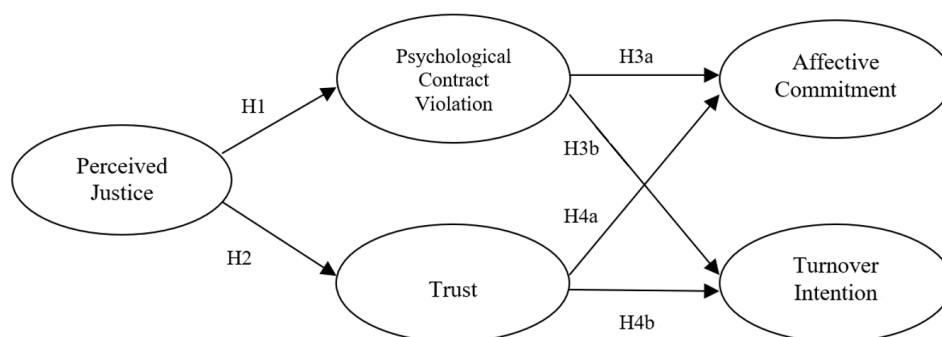 Perceived
Justice
H1
H2
Psychological
Contract
Violation
Trust
H3a
H3b
H4a
H4b
Affective
Commitment
Turnover
Intention